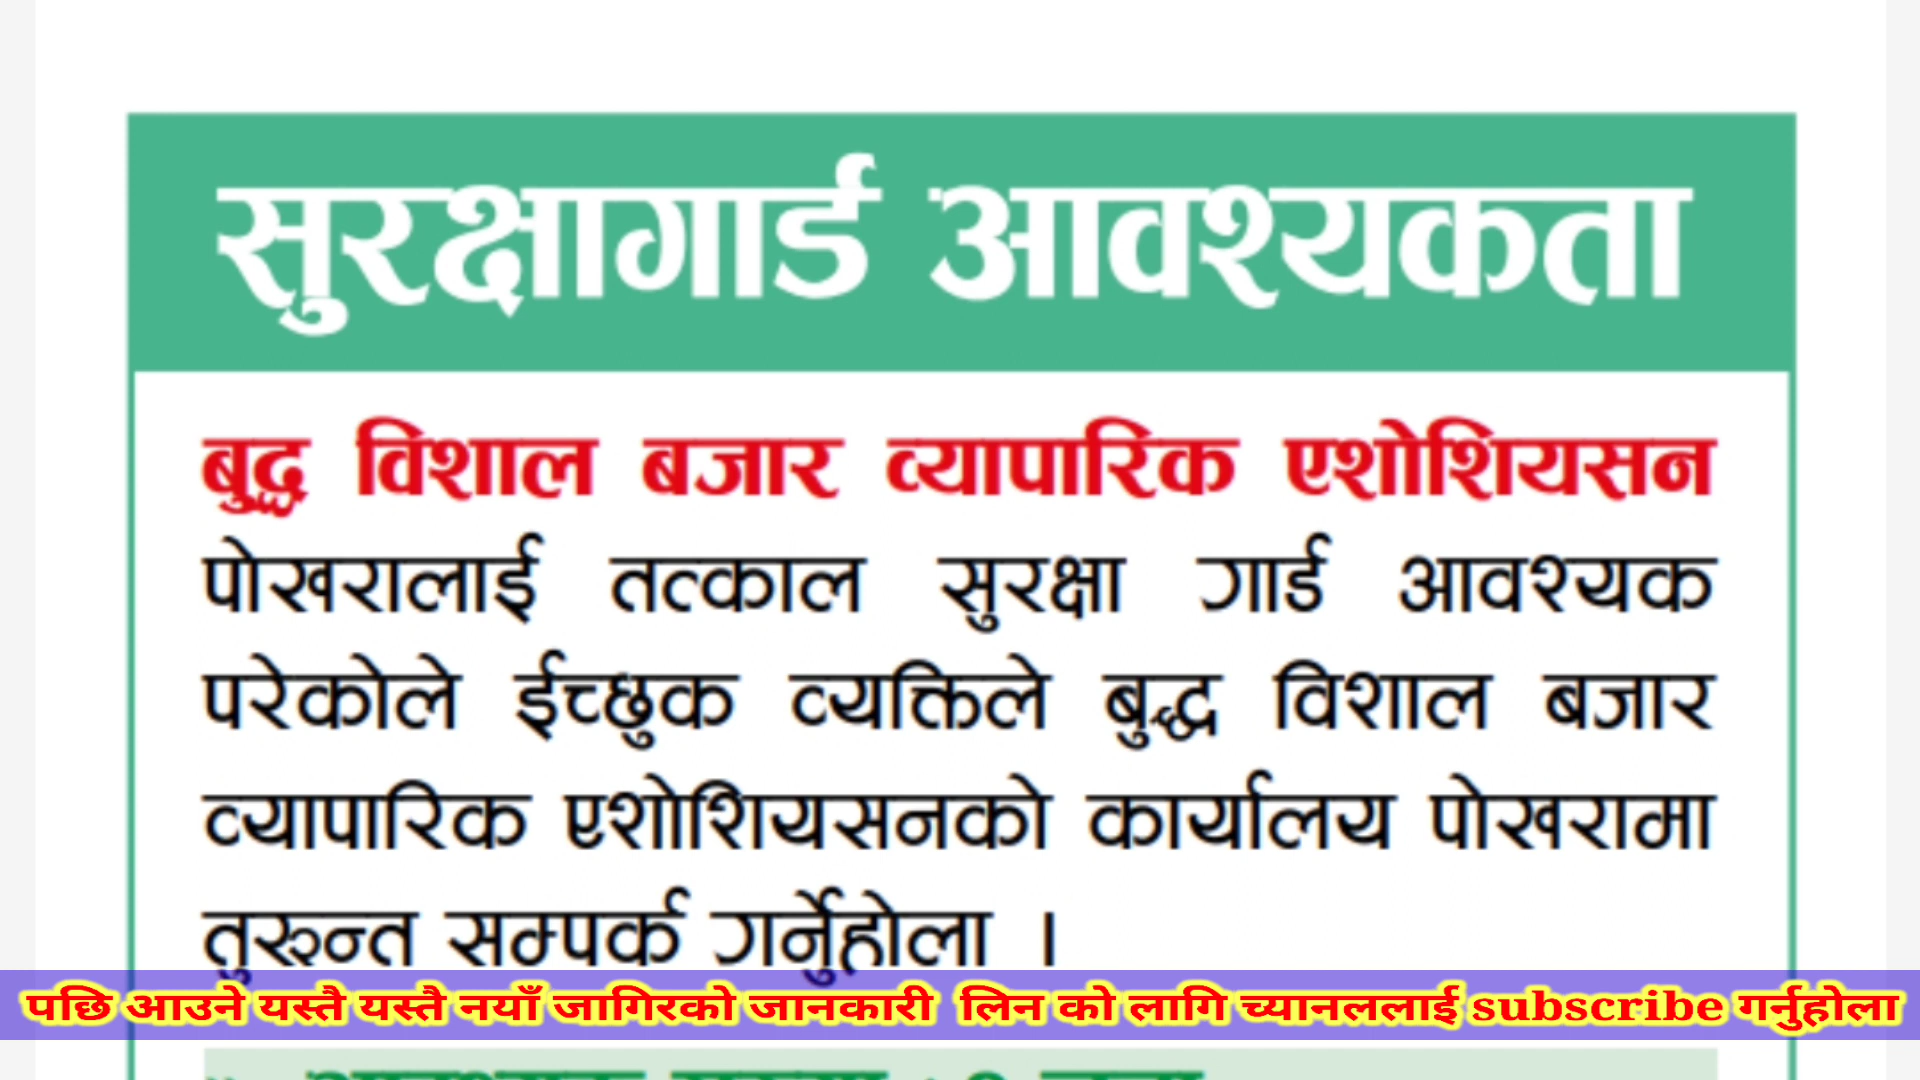 सुरक्षागार्ड आवश्यकता
बुद्ध विशाल बजार व्यापारिक एशोशियसन
पोखरालाई तत्काल सुरक्षा गार्ड आवश्यक
परेकोले ईच्छुक व्यक्तिले बुद्ध विशाल बजार
व्यापारिक एशोशियसनको कार्यालय पोखरामा
तुरुन्त सम्पर्क गर्नुहोला ।
पछि आउने यस्तै यस्तै नयाँ जागिरको जानकारी लिन को लागि च्यानललाई subscribe गर्नुहोला